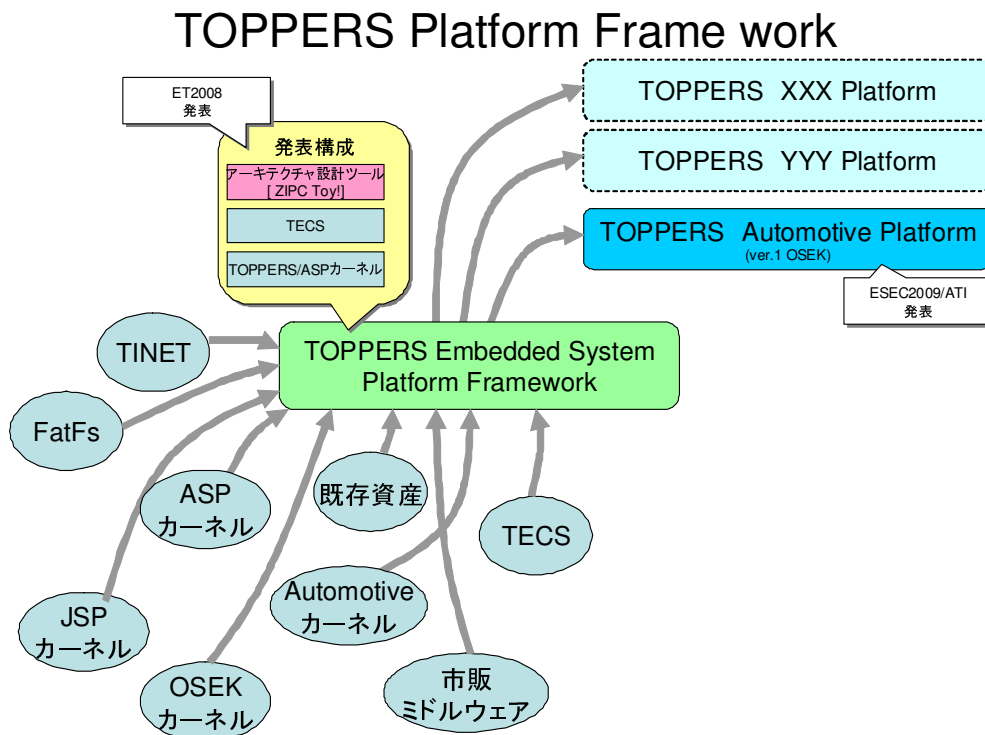 TOPPERS Platform Frame work
ET2008
発表
発表構成
アーキテクチャ設計ツール
[ ZIPC Toy!]
TECS
TOPPERS/ASPカーネル
TOPPERS XXX Platform
TOPPERS YYY Platform
TOPPERS Automotive Platform
(ver.1 OSEK)
ESEC2009/ATI
発表
TOPPERS Embedded System
Platform Framework
TINET
FatFs
ASP
カーネル
既存資産
TECS
JSP
カーネル
Automotive
カーネル
OSEK
カーネル
市販
ミドルウェア